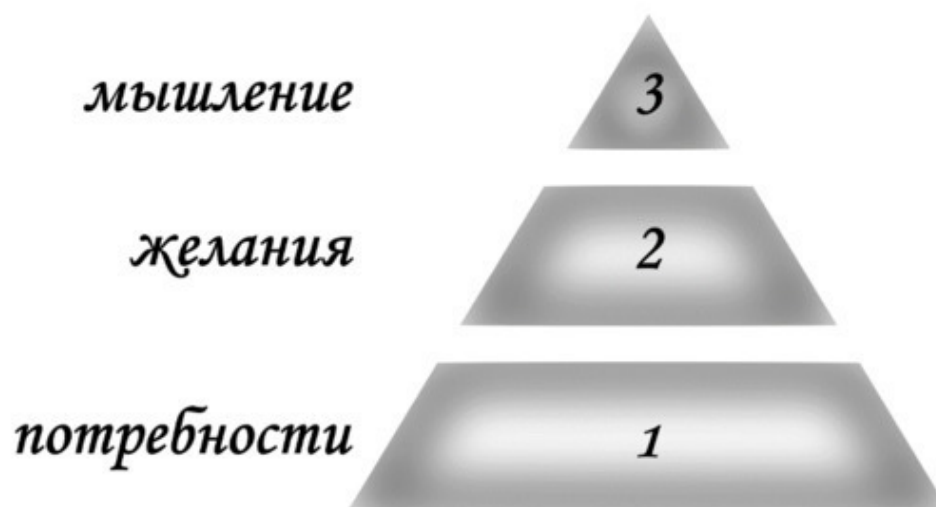 мышление 3
желания 2
потребности 1